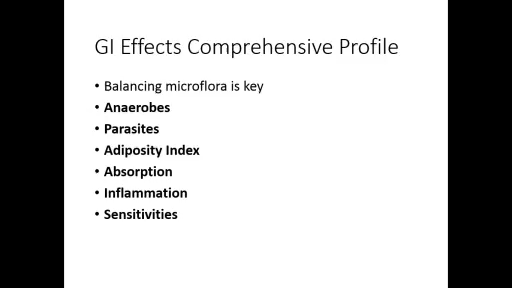 GI Effects Comprehensive Profile
• Balancing microflora is key
• Anaerobes
• Parasites
• Adiposity Index
• Absorption
• Inflammation
• Sensitivities